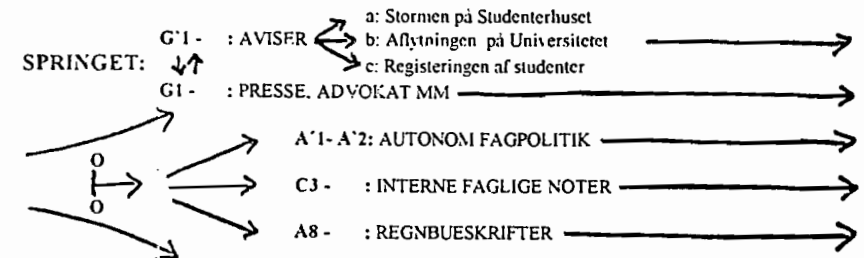 a: Stormen på Studenterhuset
G'1 - : AVISER b: Aflytningen på Universitetet
SPRINGET: c: Registeringen af studenter
G1 - : PRESSE, ADVOKAT MM
A'1- A'2: AUTONOM FAGPOLITIK
O
C3 - : INTERNE FAGLIGE NOTER
O
A8 - : REGNBUESKRIFTER